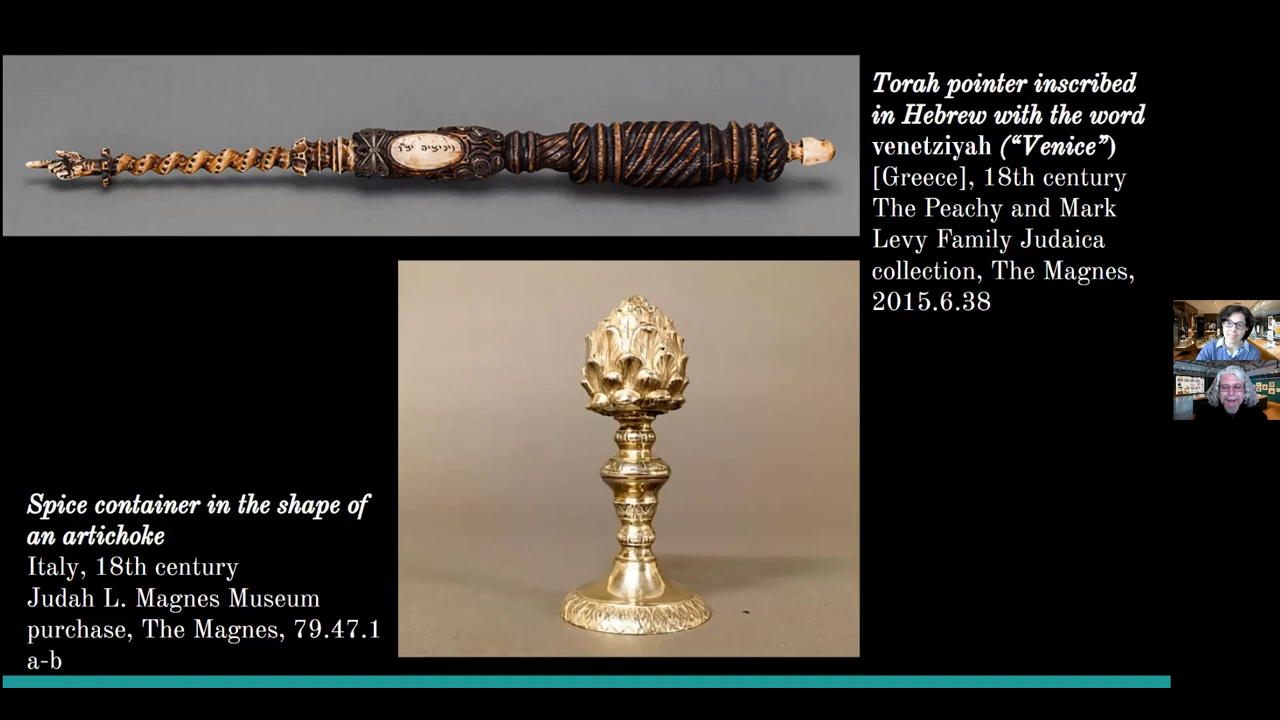 Torah pointer inscribed
in Hebrew with the word
venetziyah (“Venice”)
[Greece], 18th century
The Peachy and Mark
Levy Family Judaica
collection, The Magnes,
2015.6.38
ויניציה יצ"ו
Spice container in the shape of
an artichoke
Italy, 18th century
Judah L. Magnes Museum
purchase, The Magnes, 79.47.1
a-b